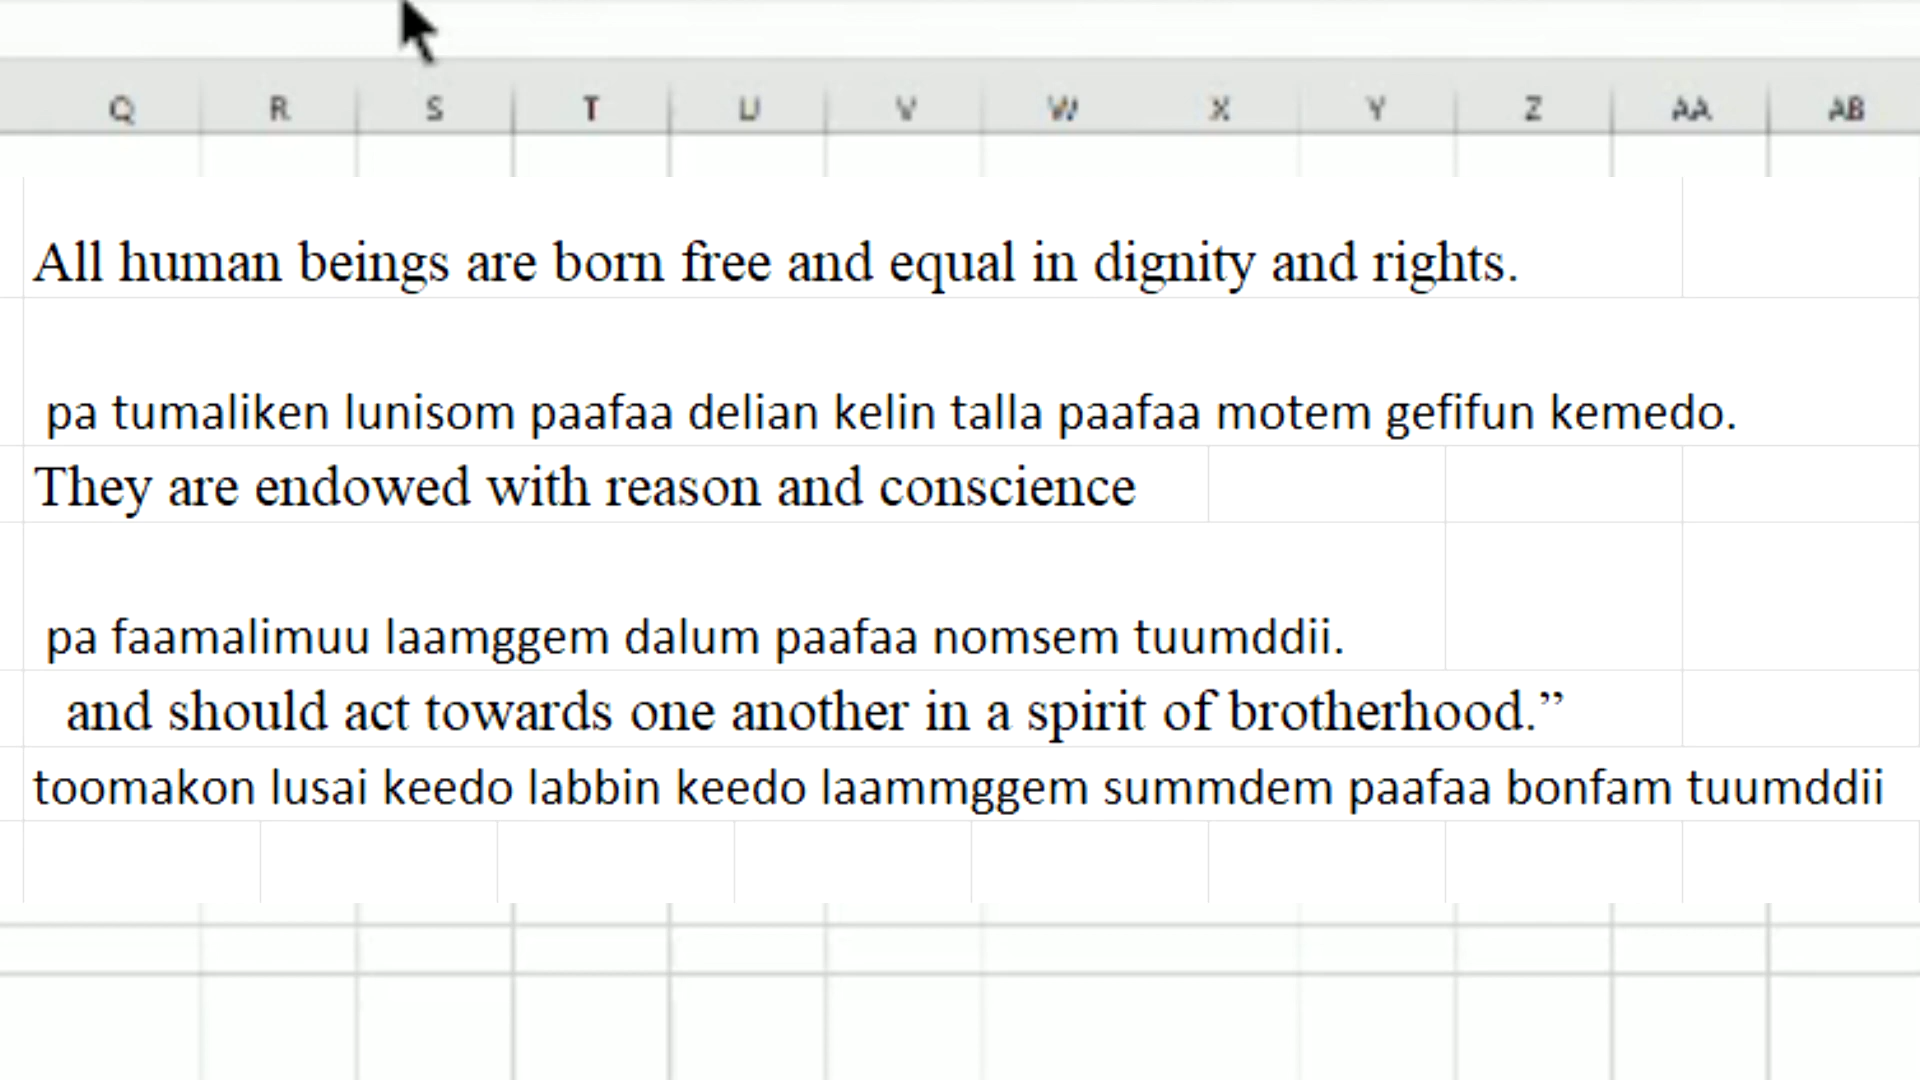 Q R S T U V W X Y Z AA AB
All human beings are born free and equal in dignity and rights.
pa tumaliken lunisom paafaa delian kelin talla paafaa motem gefifun kemedo.
They are endowed with reason and conscience
pa faamalimuu laamggem dalum paafaa nomsem tuumddii.
and should act towards one another in a spirit of brotherhood.”
toomakon lusai keedo labbin keedo laammggem summdem paafaa bonfam tuumddii